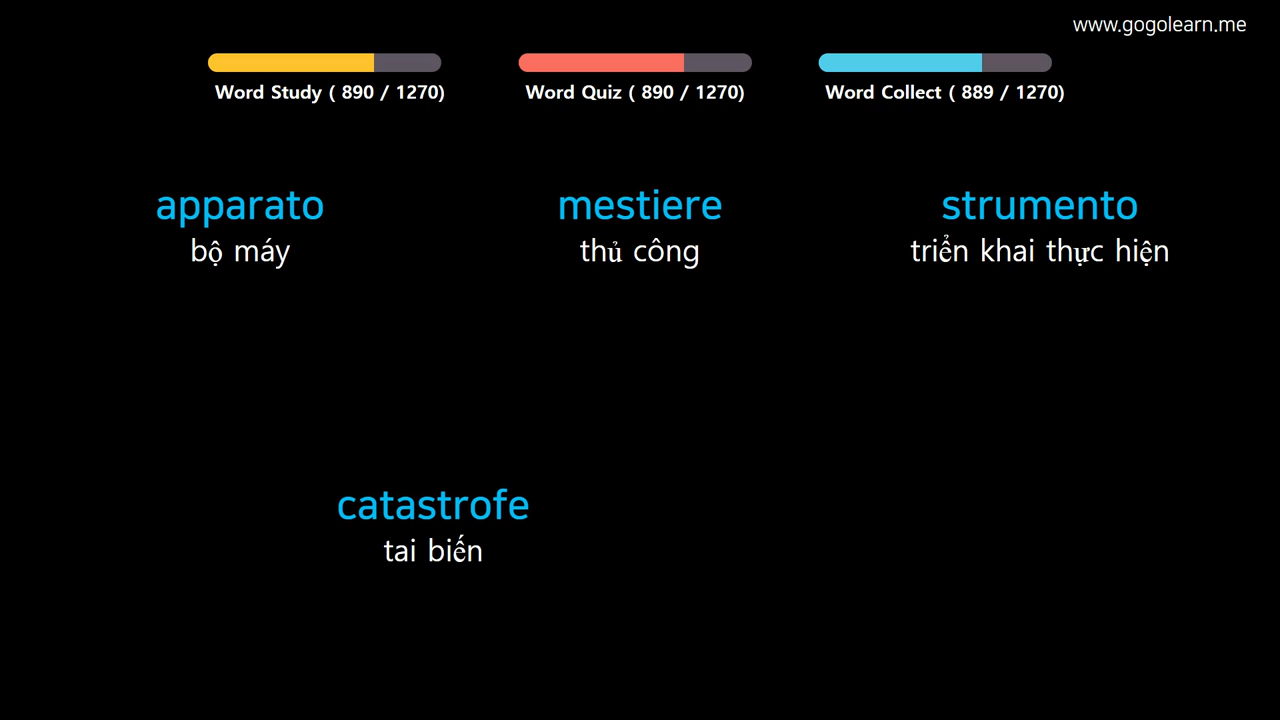 www.gogolearn.me
Word Study ( 890 / 1270)
Word Quiz ( 890 / 1270)
Word Collect ( 889 / 1270)
apparato
bộ máy
mestiere
thủ công
strumento
triển khai thực hiện
catastrofe
tai biến